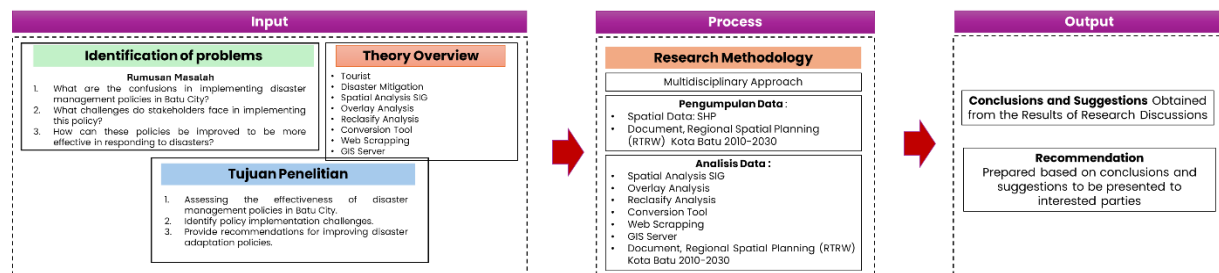 Input
Identification of problems
Rumusan Masalah
1. What are the confusions in implementing disaster
management policies in Batu City?
2. What challenges do stakeholders face in implementing
this policy?
3. How can these policies be improved to be more
effective in responding to disasters?
Theory Overview
• Tourist
• Disaster Mitigation
• Spatial Analysis SIG
• Overlay Analysis
• Reclasify Analysis
• Conversion Tool
• Web Scrapping
• GIS Server
Tujuan Penelitian
1. Assessing the effectiveness of disaster
management policies in Batu City.
2. Identify policy implementation challenges.
3. Provide recommendations for improving disaster
adaptation policies.
Process
Research Methodology
Multidisciplinary Approach
Pengumpulan Data :
• Spatial Data: SHP
• Document, Regional Spatial Planning
(RTRW) Kota Batu 2010-2030
Analisis Data :
• Spatial Analysis SIG
• Overlay Analysis
• Reclasify Analysis
• Conversion Tool
• Web Scrapping
• GIS Server
• Document, Regional Spatial Planning (RTRW)
Kota Batu 2010-2030
Output
Conclusions and Suggestions Obtained
from the Results of Research Discussions
Recommendation
Prepared based on conclusions and
suggestions to be presented to
interested parties